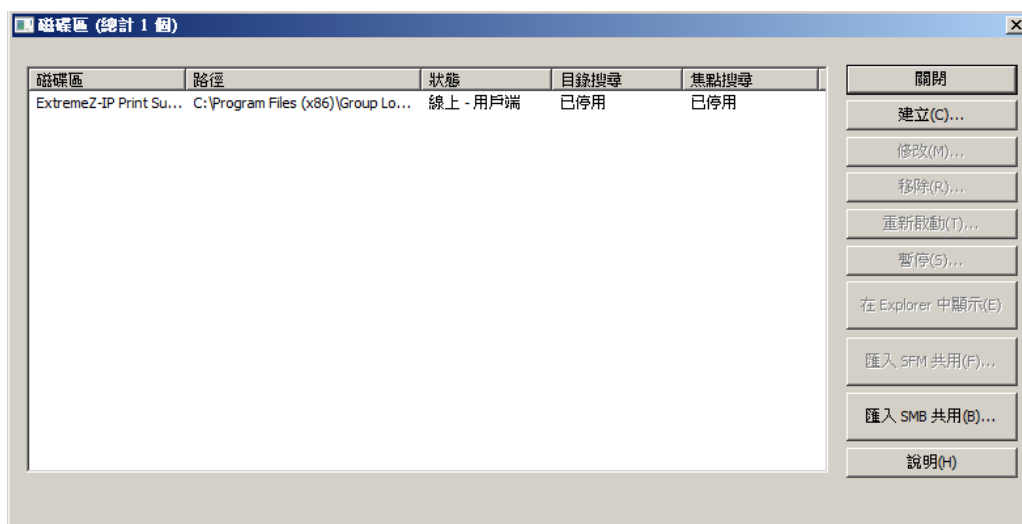 磁碟區 (總計 1 個)
磁碟區 路徑 狀態 目錄搜尋 焦點搜尋
ExtremeZ-IP Print Su... C:\Program Files (x86)\Group Lo... 線上 - 用戶端 已停用 已停用
關閉
建立(C)...
修改(M)...
移除(R)...
重新啟動(T)...
暫停(S)...
在 Explorer 中顯示(E)
匯入 SFM 共用(F)...
匯入 SMB 共用(B)...
說明(H)